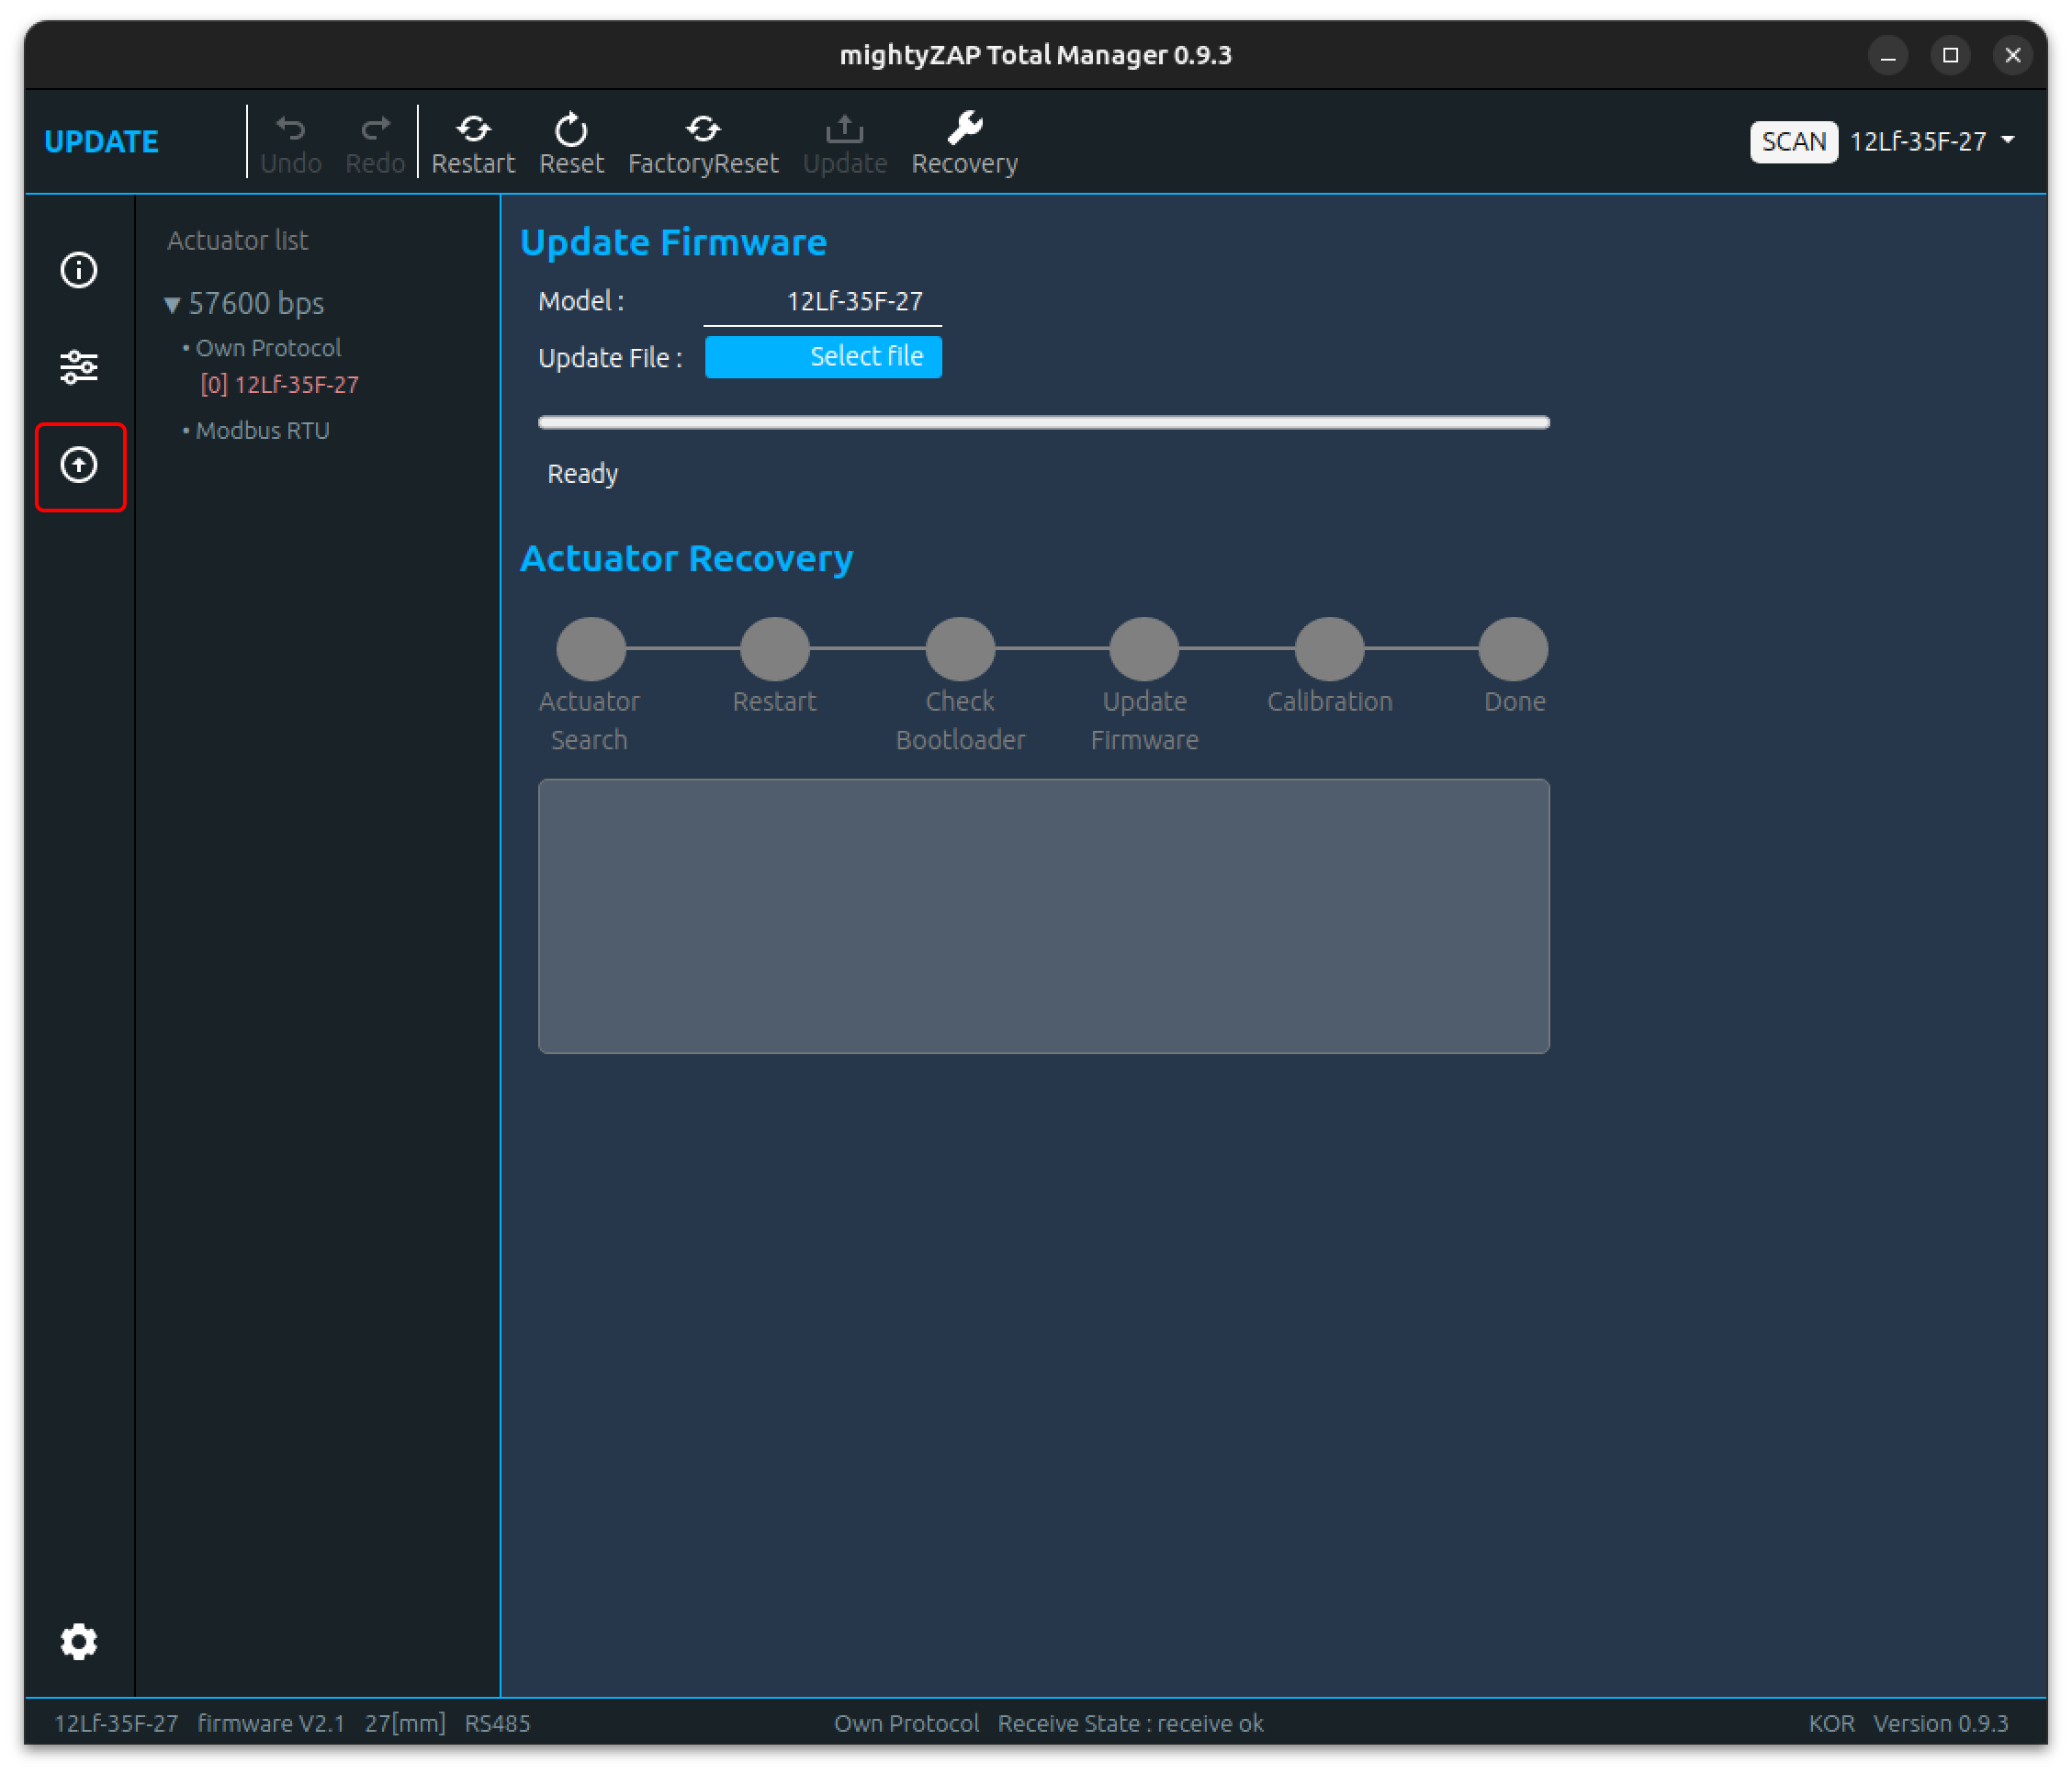 mightyZAP Total Manager 0.9.3
UPDATE
Undo Redo Restart Reset FactoryReset Update Recovery
SCAN 12Lf-35F-27
Actuator list
▼ 57600 bps
• Own Protocol
[0] 12Lf-35F-27
• Modbus RTU
Update Firmware
Model : 12Lf-35F-27
Update File : Select file
Ready
Actuator Recovery
Actuator Search
Restart
Check Bootloader
Update Firmware
Calibration
Done
12Lf-35F-27 firmware V2.1 27[mm] RS485 Own Protocol Receive State : receive ok KOR Version 0.9.3